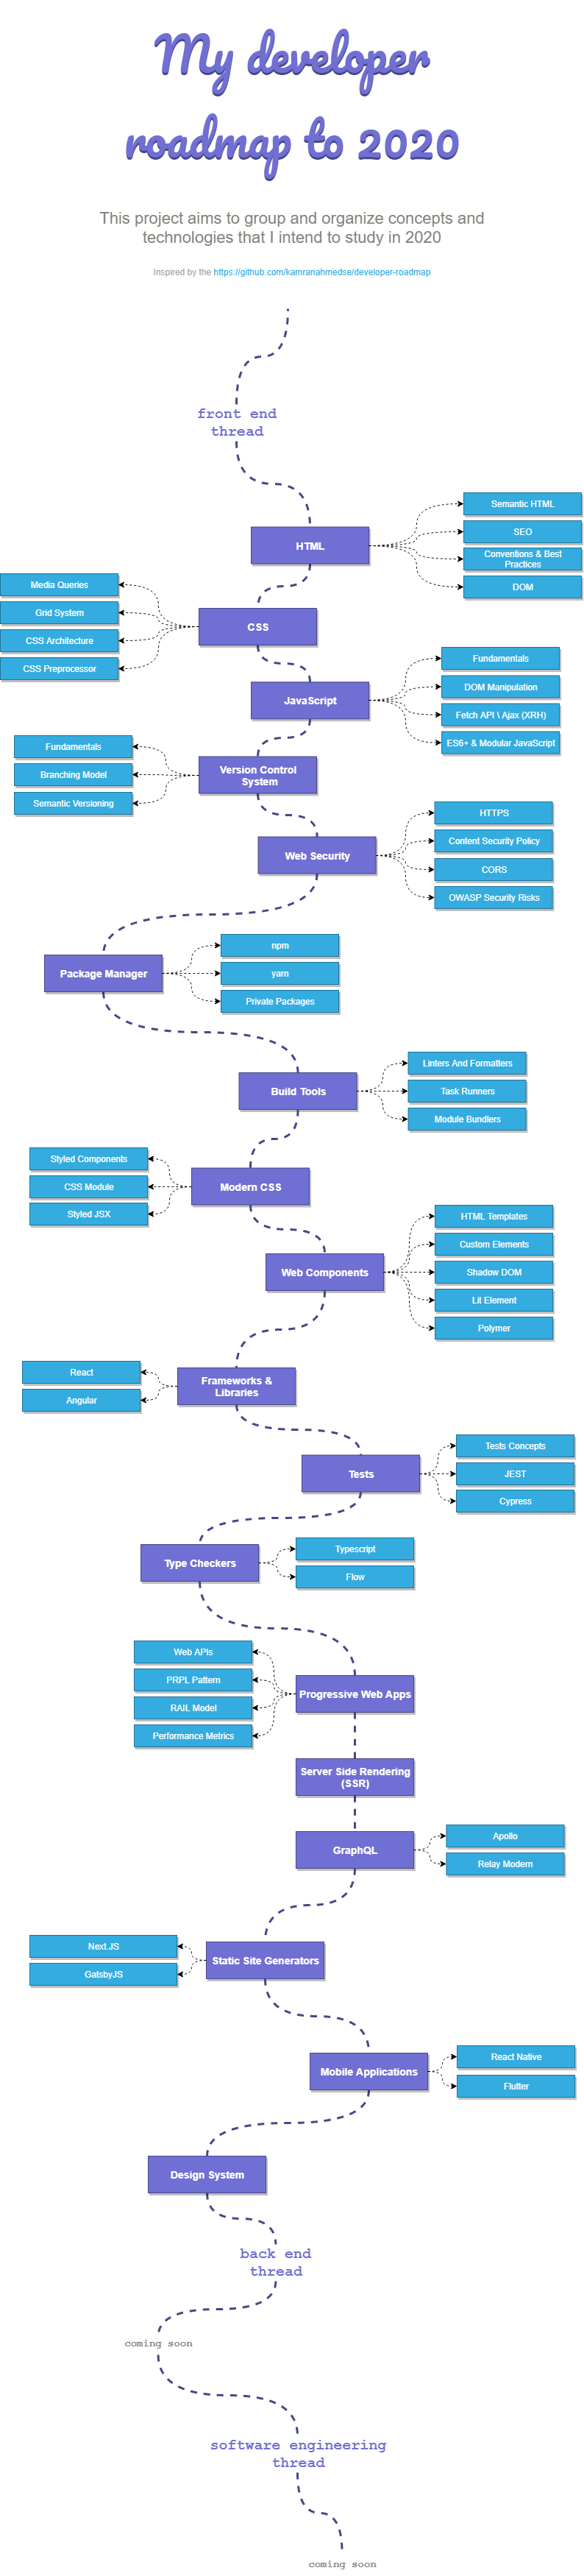 My developer
roadmap to 2020
This project aims to group and organize concepts and
technologies that I intend to study in 2020
Inspired by the https://github.com/kamranahmedse/developer-roadmap
front end
thread
HTML
Semantic HTML
SEO
Conventions & Best
Practices
DOM
CSS
Media Queries
Grid System
CSS Architecture
CSS Preprocessor
JavaScript
Fundamentals
DOM Manipulation
Fetch API \ Ajax (XRH)
ES6+ & Modular JavaScript
Version Control
System
Fundamentals
Branching Model
Semantic Versioning
Web Security
HTTPS
Content Security Policy
CORS
OWASP Security Risks
Package Manager
npm
yarn
Private Packages
Build Tools
Linters And Formatters
Task Runners
Module Bundlers
Modern CSS
Styled Components
CSS Module
Styled JSX
Web Components
HTML Templates
Custom Elements
Shadow DOM
Lit Element
Polymer
Frameworks &
Libraries
React
Angular
Tests
Tests Concepts
JEST
Cypress
Type Checkers
Typescript
Flow
Progressive Web Apps
Web APIs
PRPL Pattern
RAIL Model
Performance Metrics
Server Side Rendering
(SSR)
GraphQL
Apollo
Relay Modern
Static Site Generators
Next.JS
GatsbyJS
Mobile Applications
React Native
Flutter
Design System
back end
thread
coming soon
software engineering
thread
coming soon